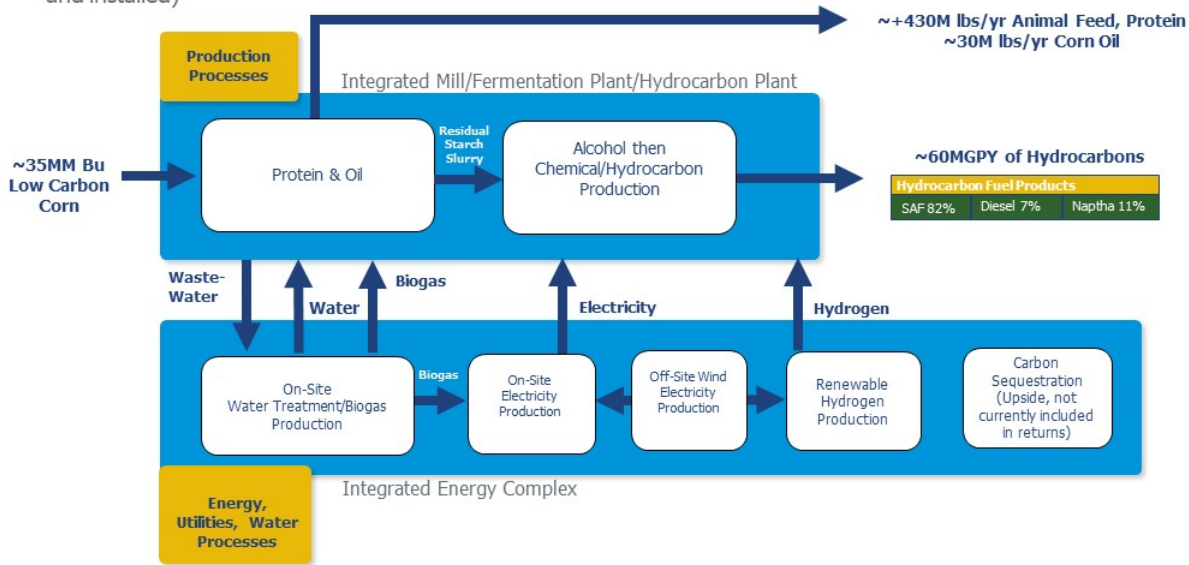 and installed)
~+430M lbs/yr Animal Feed, Protein
~30M lbs/yr Corn Oil
Production
Processes
Integrated Mill/Fermentation Plant/Hydrocarbon Plant
~35MM Bu
Low Carbon
Corn
Protein & Oil
Residual
Starch
Slurry
Alcohol then
Chemical/Hydrocarbon
Production
~60MGPY of Hydrocarbons
Hydrocarbon Fuel Products
SAF 82% Diesel 7% Naptha 11%
Waste-
Water
Water
Biogas
Electricity
Hydrogen
On-Site
Water Treatment/Biogas
Production
Biogas
On-Site
Electricity
Production
Off-Site Wind
Electricity
Production
Renewable
Hydrogen
Production
Carbon
Sequestration
(Upside, not
currently included
in returns)
Integrated Energy Complex
Energy,
Utilities, Water
Processes